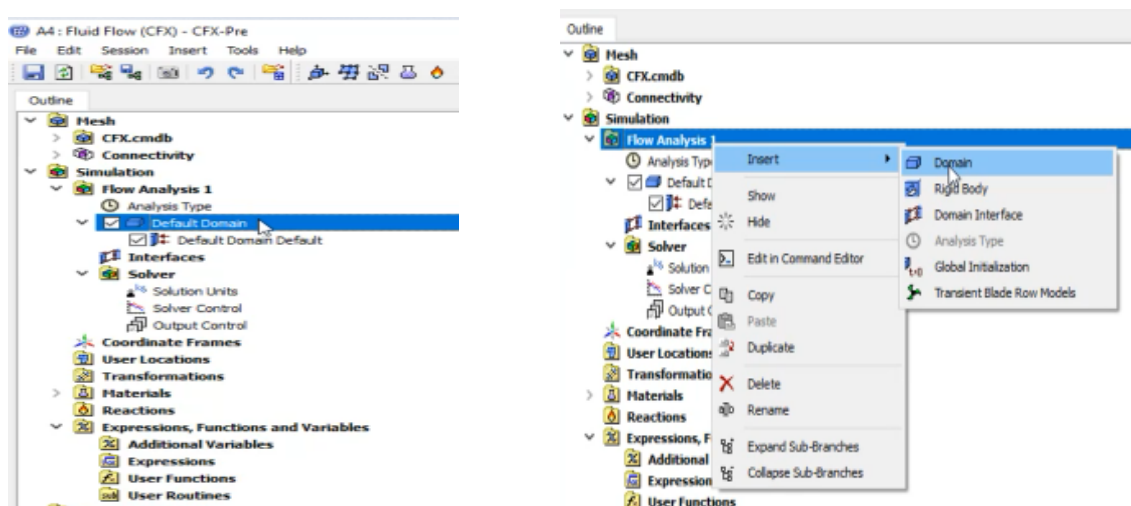 A4 : Fluid Flow (CFX) - CFX-Pre
File Edit Session Insert Tools Help
Outline
Mesh
CFX.cmdb
Connectivity
Simulation
Flow Analysis 1
Analysis Type
Default Domain
Default Domain Default
Interfaces
Solver
Solution Units
Solver Control
Output Control
Coordinate Frames
User Locations
Transformations
Materials
Reactions
Expressions, Functions and Variables
Additional Variables
Expressions
User Functions
User Routines
Outline
Mesh
CFX.cmdb
Connectivity
Simulation
Flow Analysis 1
Analysis Typ
Default D
Defa
Interfaces
Solver
Solution
Solver C
Output C
Coordinate Fra
User Locations
Transformatio
Materials
Reactions
Expressions, F
Additional
Expression
User Functions
Insert
Show
Hide
Edit in Command Editor
Copy
Paste
Duplicate
Delete
Rename
Expand Sub-Branches
Collapse Sub-Branches
Domain
Rigid Body
Domain Interface
Analysis Type
Global Initialization
Transient Blade Row Models